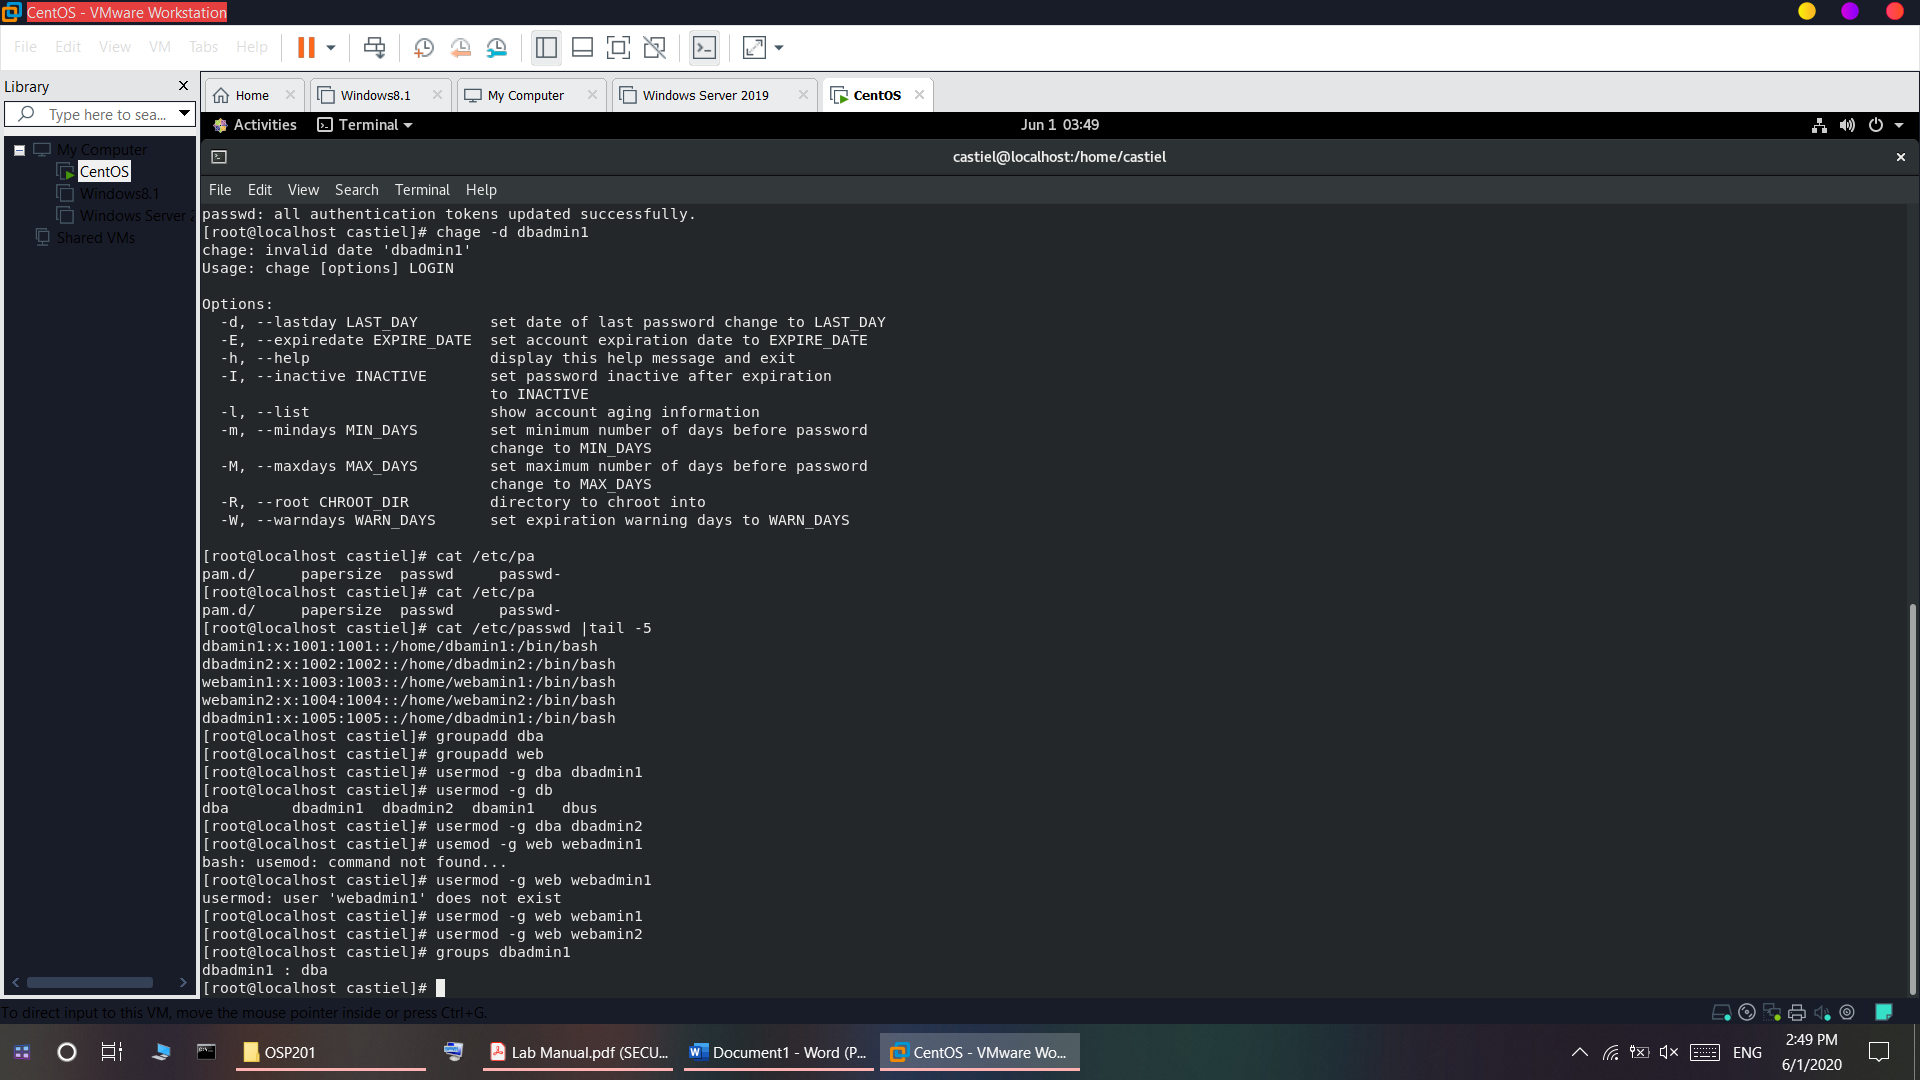 CentOS - VMware Workstation
File Edit View VM Tabs Help
Library
Type here to sea...
My Computer
CentOS
Windows8.1
Windows Server 2
Shared VMs
Home Windows8.1 My Computer Windows Server 2019 CentOS
Activities Terminal Jun 1 03:49
castiel@localhost:/home/castiel
File Edit View Search Terminal Help
passwd: all authentication tokens updated successfully.
[root@localhost castiel]# chage -d dbadmin1
chage: invalid date 'dbadmin1'
Usage: chage [options] LOGIN
Options:
-d, --lastday LAST_DAY set date of last password change to LAST_DAY
-E, --expiredate EXPIRE_DATE set account expiration date to EXPIRE_DATE
-h, --help display this help message and exit
-I, --inactive INACTIVE set password inactive after expiration
to INACTIVE
-l, --list show account aging information
-m, --mindays MIN_DAYS set minimum number of days before password
change to MIN_DAYS
-M, --maxdays MAX_DAYS set maximum number of days before password
change to MAX_DAYS
-R, --root CHROOT_DIR directory to chroot into
-W, --warndays WARN_DAYS set expiration warning days to WARN_DAYS
[root@localhost castiel]# cat /etc/pa
pam.d/ papersize passwd passwd-
[root@localhost castiel]# cat /etc/pa
pam.d/ papersize passwd passwd-
[root@localhost castiel]# cat /etc/passwd |tail -5
dbamin1:x:1001:1001::/home/dbamin1:/bin/bash
dbadmin2:x:1002:1002::/home/dbadmin2:/bin/bash
webamin1:x:1003:1003::/home/webamin1:/bin/bash
webamin2:x:1004:1004::/home/webamin2:/bin/bash
dbadmin1:x:1005:1005::/home/dbadmin1:/bin/bash
[root@localhost castiel]# groupadd dba
[root@localhost castiel]# groupadd web
[root@localhost castiel]# usermod -g dba dbadmin1
[root@localhost castiel]# usermod -g db
dba dbadmin1 dbadmin2 dbamin1 dbus
[root@localhost castiel]# usermod -g dba dbadmin2
[root@localhost castiel]# usemod -g web webadmin1
bash: usemod: command not found...
[root@localhost castiel]# usermod -g web webadmin1
usermod: user 'webadmin1' does not exist
[root@localhost castiel]# usermod -g web webamin1
[root@localhost castiel]# usermod -g web webamin2
[root@localhost castiel]# groups dbadmin1
dbadmin1 : dba
[root@localhost castiel]#
To direct input to this VM, move the mouse pointer inside or press Ctrl+G.
OSP201 Lab Manual.pdf (SECU... Document1 - Word (P... CentOS - VMware Wo... ENG 2:49 PM
6/1/2020